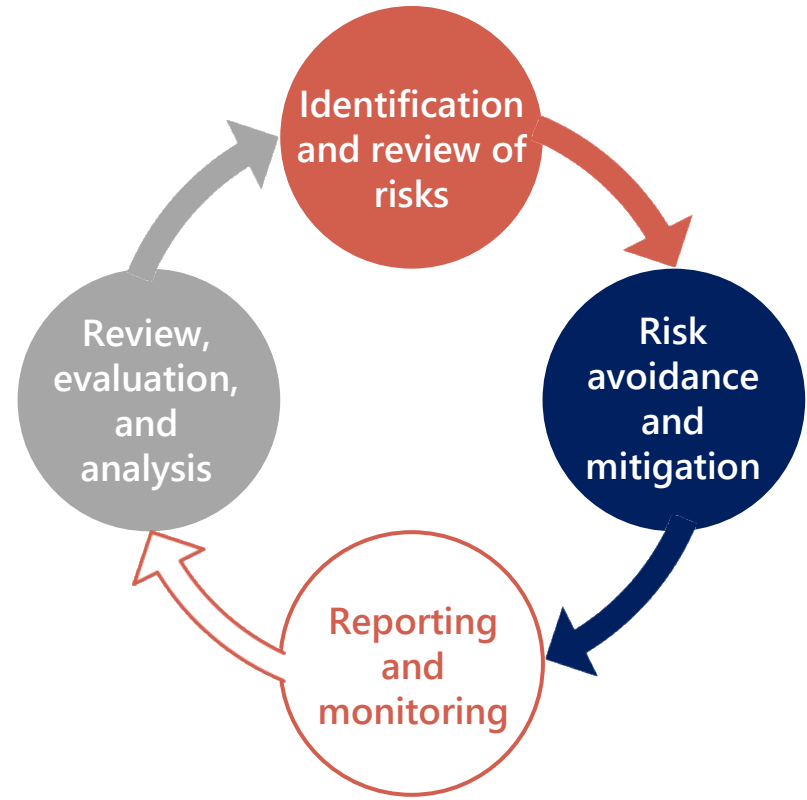 Identification
and review of
risks
Risk
avoidance
and
mitigation
Reporting
and
monitoring
Review,
evaluation,
and
analysis